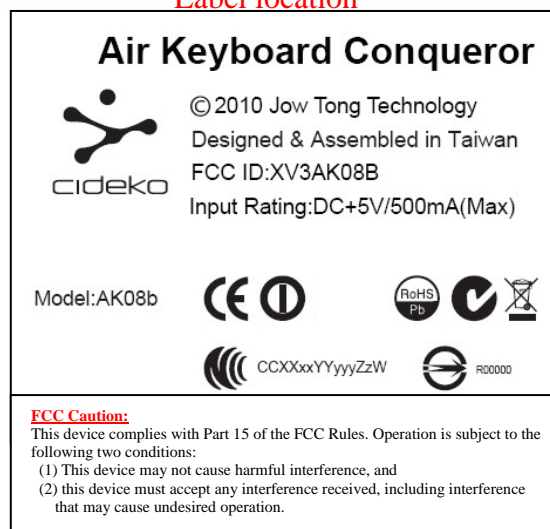 Label location
Air Keyboard Conqueror
© 2010 Jow Tong Technology
Designed & Assembled in Taiwan
FCC ID:XV3AK08B
Input Rating:DC+5V/500mA(Max)
cideko
Model:AK08b
CE
RoHS
Pb
CCXXxxYYyyyZzW
R00000
FCC Caution:
This device complies with Part 15 of the FCC Rules. Operation is subject to the
following two conditions:
(1) This device may not cause harmful interference, and
(2) this device must accept any interference received, including interference
that may cause undesired operation.